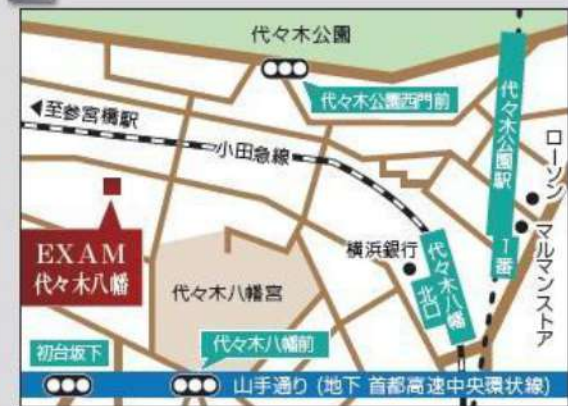 代々木公園
代々木公園西門前
◀至参宮橋駅
小田急線
代々木公園駅
1番
ローソン
マルマンストア
EXAM
代々木八幡
横浜銀行
代々木八幡
北口
代々木八幡宮
初台坂下
代々木八幡前
山手通り (地下 首都高速中央環状線)